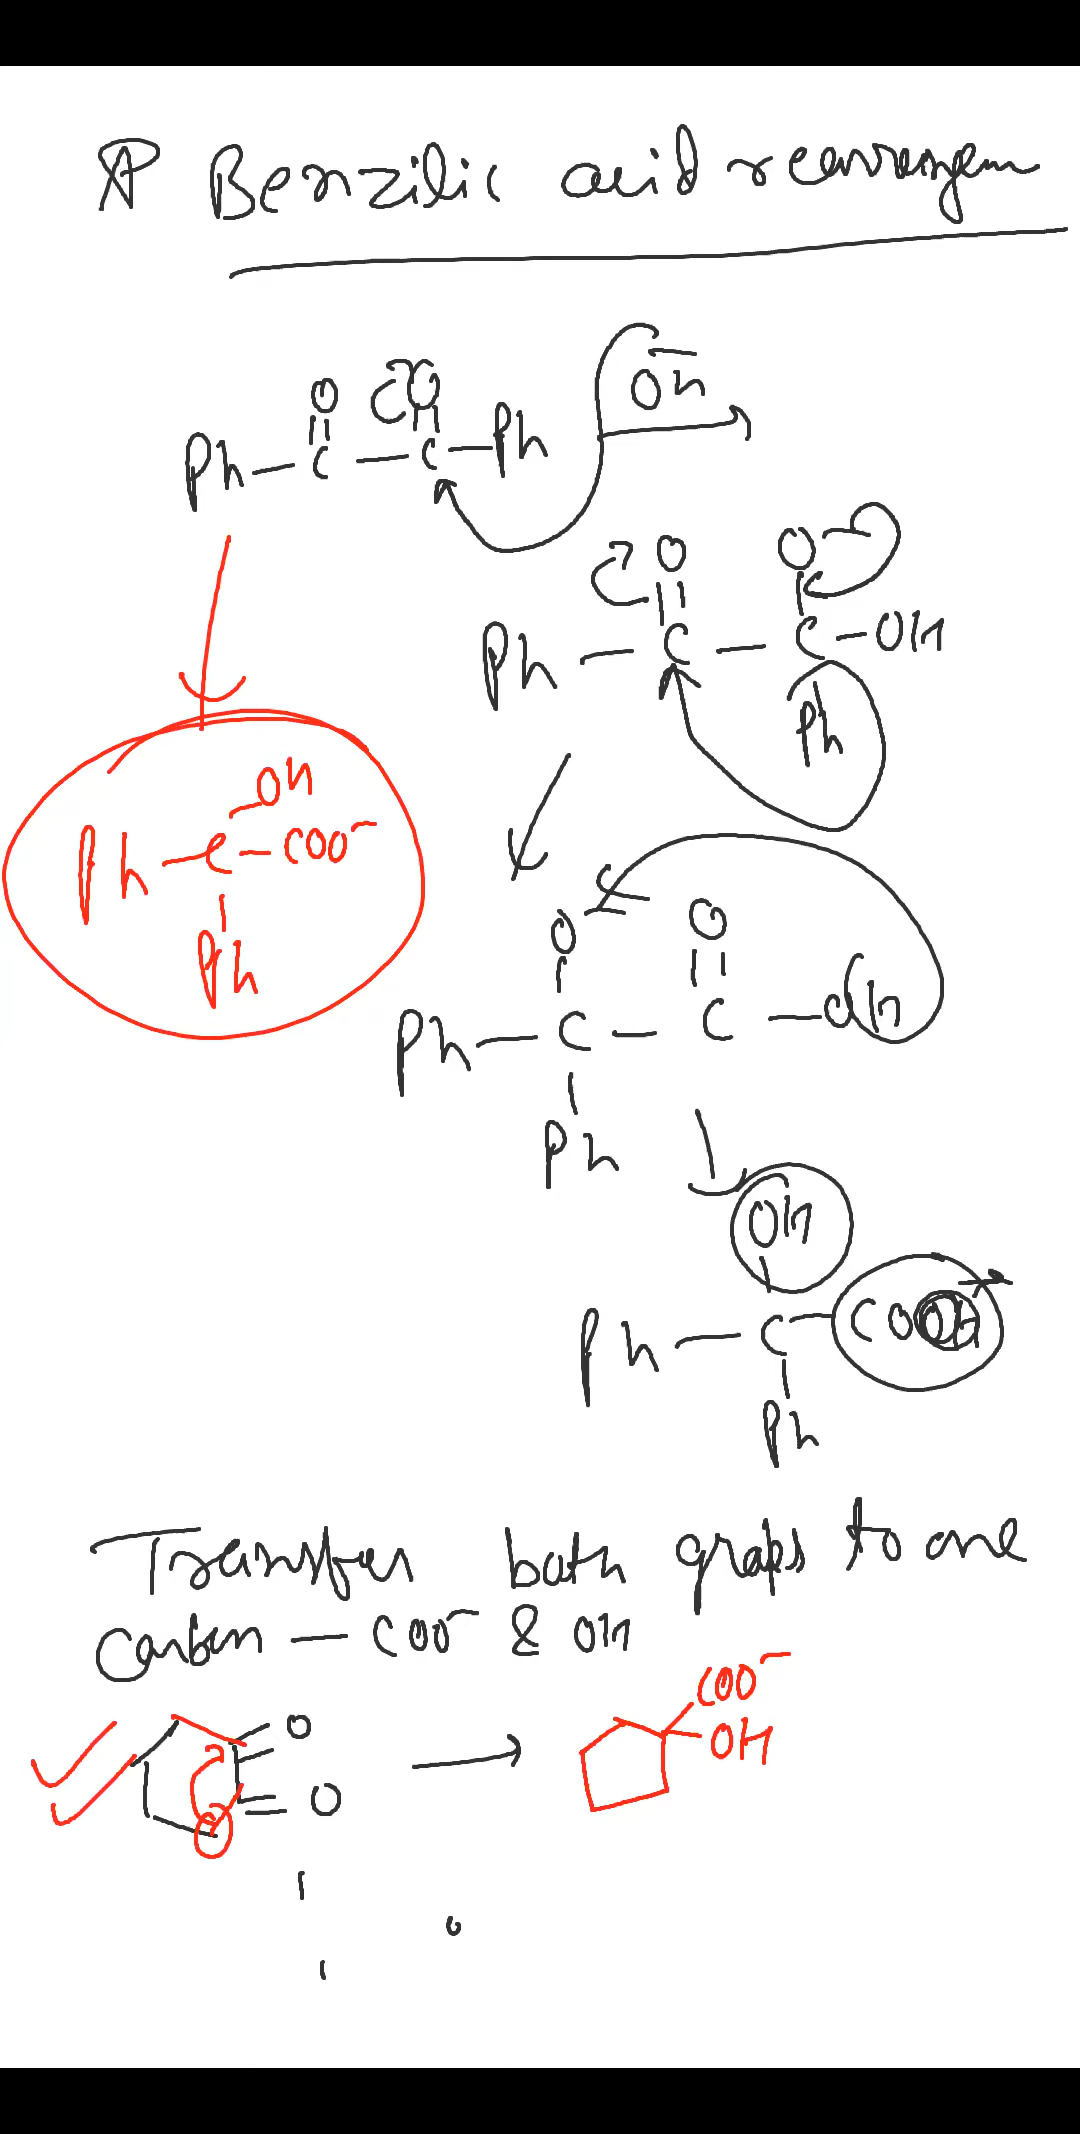 Benzilic acid rearrangem
O O OH
Ph — C — C — Ph
O O
Ph — C — C — OH
Ph
OH
Ph — C — COO⁻
Ph
O⁻ O
Ph — C — C — OH
Ph
OH
Ph — C — COOH
Ph
Transfer both groups to one
Carbon — COO⁻ & OH
COO⁻
O OH
O